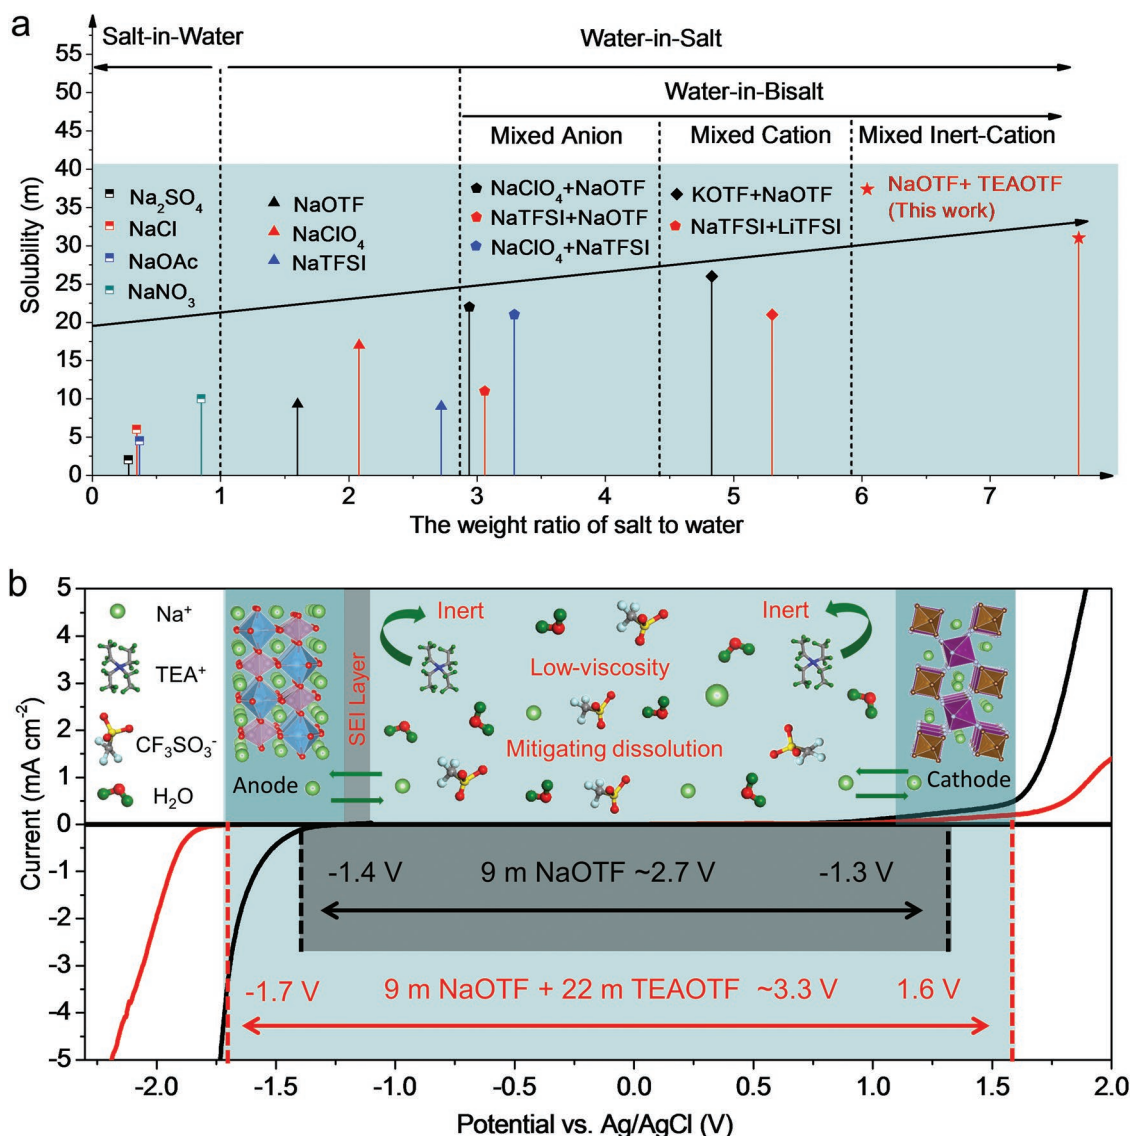 a
Salt-in-Water
Water-in-Salt
Water-in-Bisalt
Mixed Anion
Mixed Cation
Mixed Inert-Cation
Na₂SO₄
NaCl
NaOAc
NaNO₃
NaOTF
NaClO₄
NaTFSI
NaClO₄+NaOTF
NaTFSI+NaOTF
NaClO₄+NaTFSI
KOTF+NaOTF
NaTFSI+LiTFSI
NaOTF+ TEAOTF
(This work)
Solubility (m)
55
50
45
40
35
30
25
20
15
10
5
0
0 1 2 3 4 5 6 7
The weight ratio of salt to water
b
Current (mA cm⁻²)
5
4
3
2
1
0
-1
-2
-3
-4
-5
Na⁺
TEA⁺
CF₃SO₃⁻
H₂O
Anode
SEI Layer
Inert
Inert
Low-viscosity
Mitigating dissolution
Cathode
-1.4 V 9 m NaOTF ~2.7 V -1.3 V
-1.7 V 9 m NaOTF + 22 m TEAOTF ~3.3 V 1.6 V
-2.0 -1.5 -1.0 -0.5 0.0 0.5 1.0 1.5 2.0
Potential vs. Ag/AgCl (V)